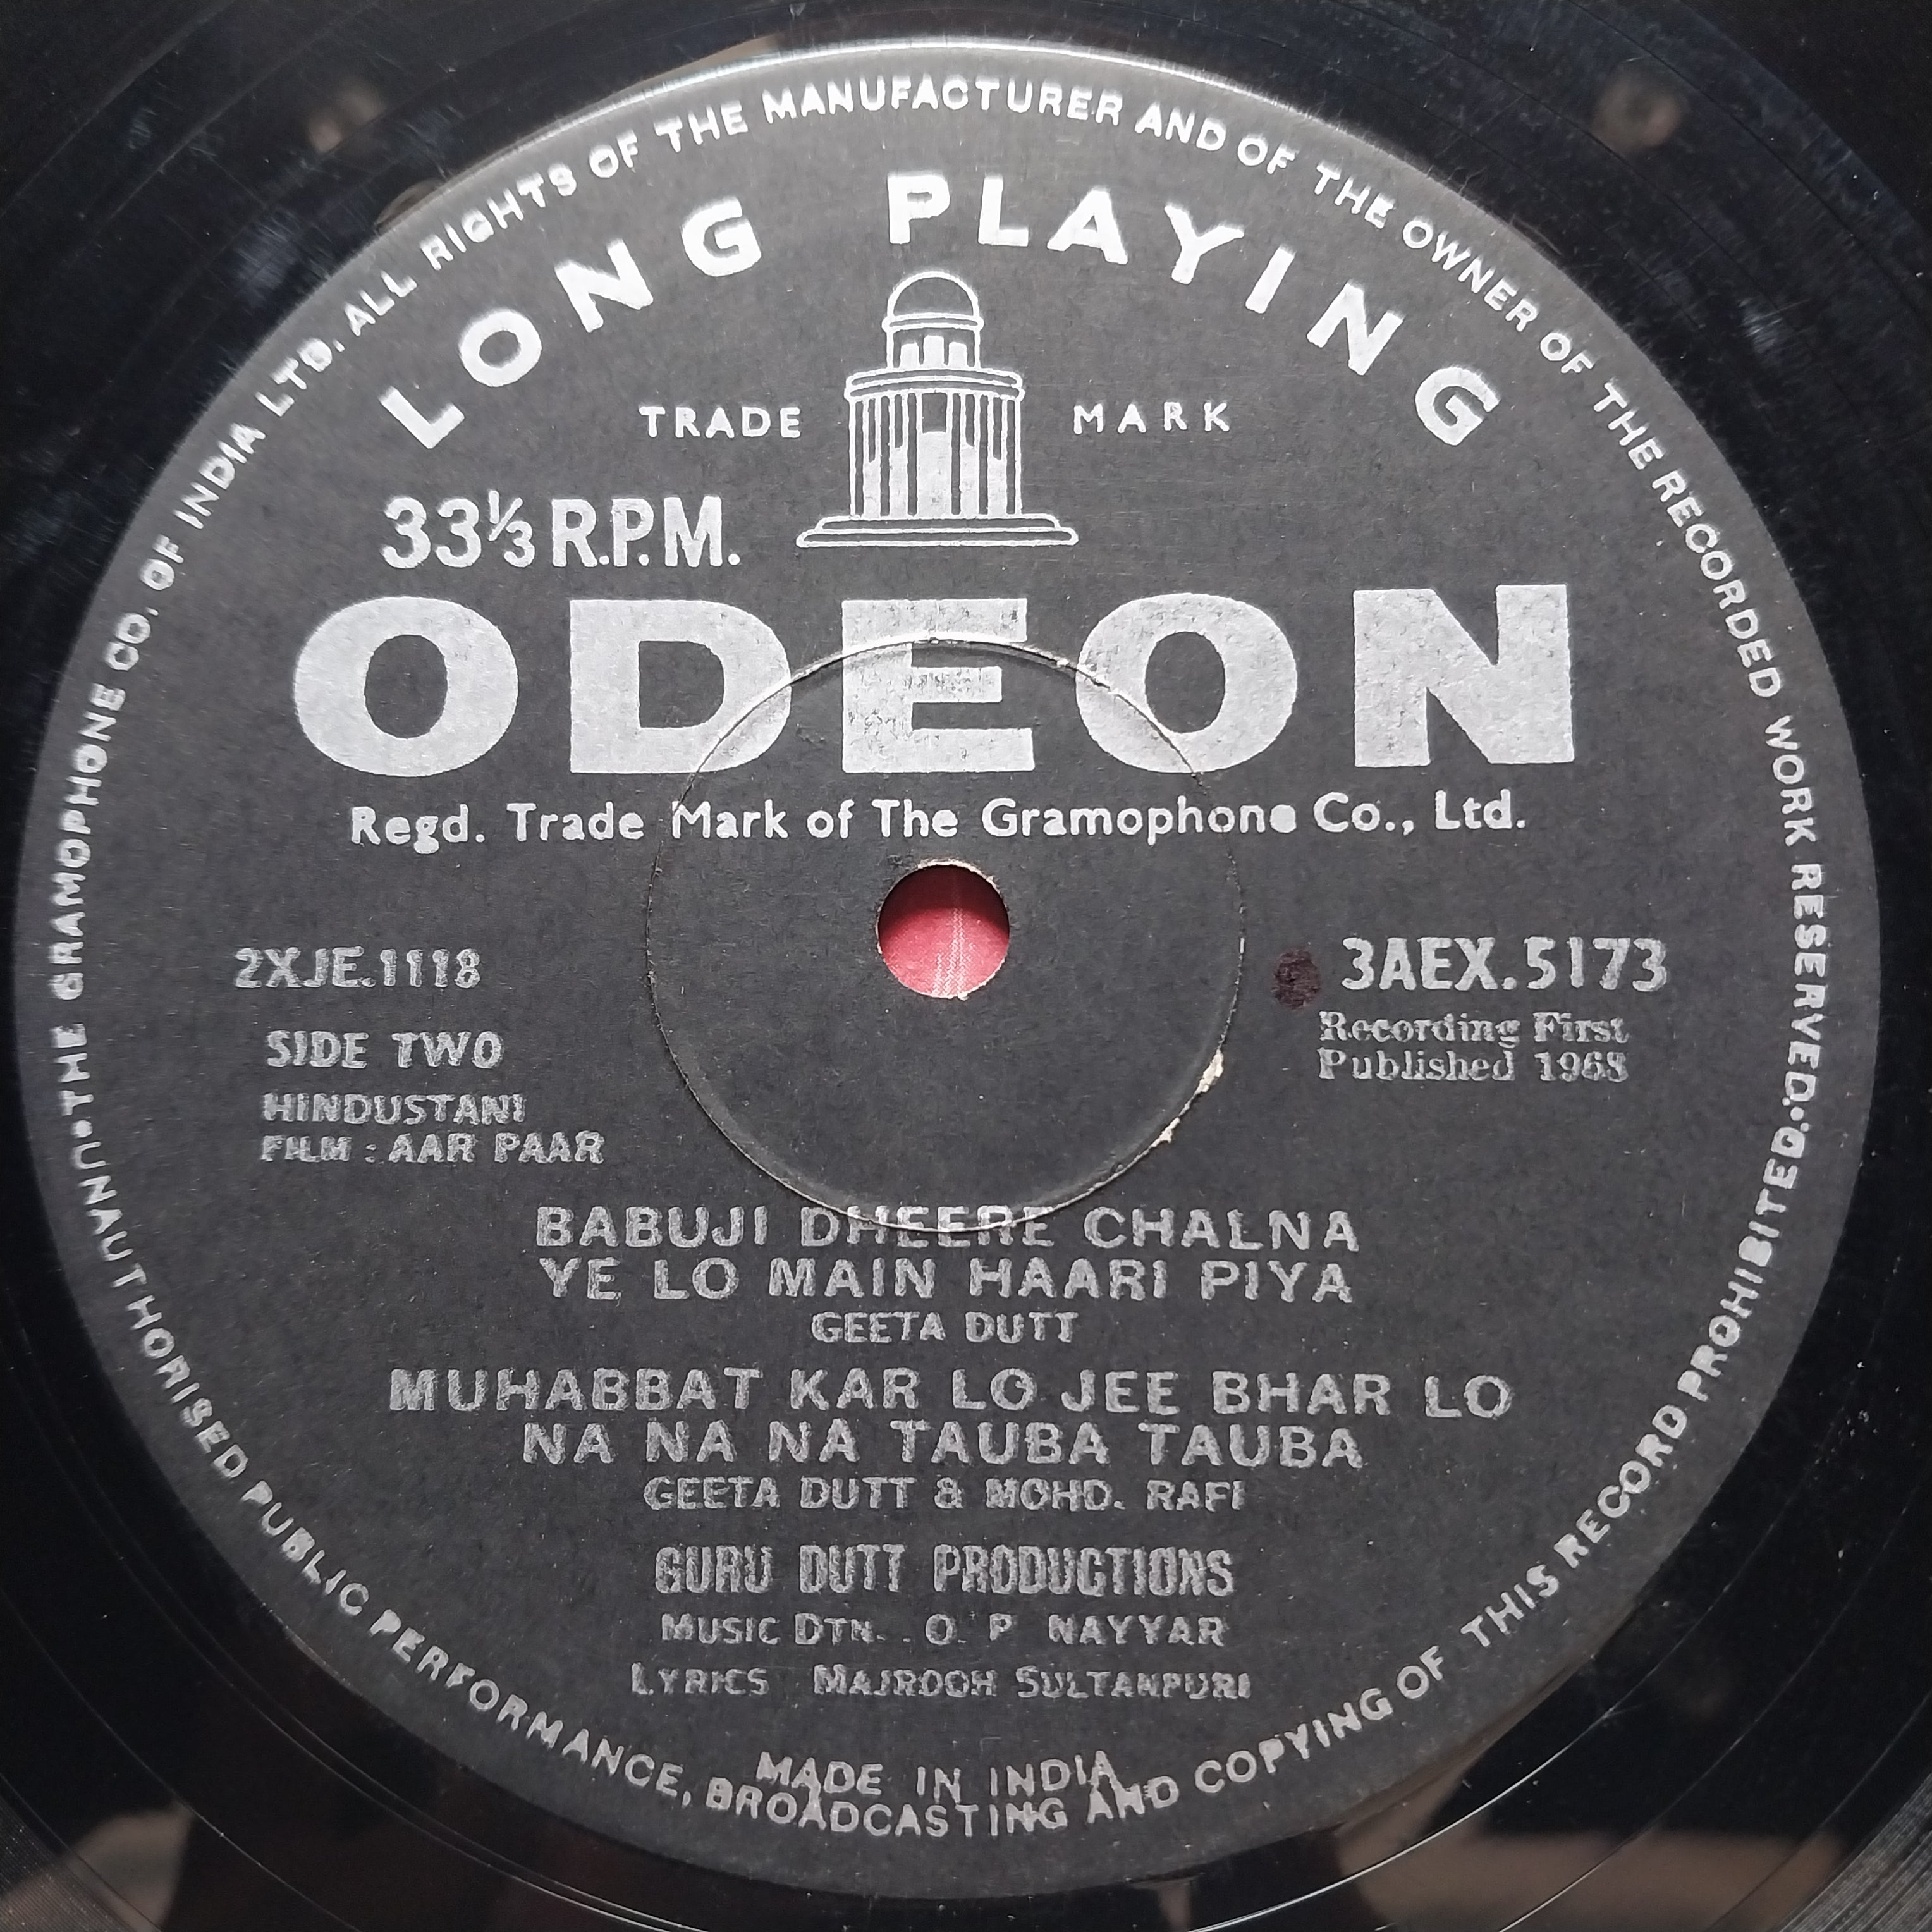 THE GRAMOPHONE CO. OF INDIA LTD. ALL RIGHTS OF THE MANUFACTURER AND OF THE OWNER OF THE RECORDED WORK RESERVED.
LONG PLAYING
TRADE MARK
33⅓ R.P.M.
ODEON
Regd. Trade Mark of The Gramophone Co., Ltd.
2XJE.1118
3AEX.5173
SIDE TWO
Recording First
Published 1968
HINDUSTANI
FILM : AAR PAAR
BABUJI DHEERE CHALNA
YE LO MAIN HAARI PIYA
GEETA DUTT
MUHABBAT KAR LO JEE BHAR LO
NA NA NA TAUBA TAUBA
GEETA DUTT & MOHD. RAFI
GURU DUTT PRODUCTIONS
MUSIC DTN. . O. P. NAYYAR
LYRICS MAJROOH SULTANPURI
MADE IN INDIA
UNAUTHORISED PUBLIC PERFORMANCE, BROADCASTING AND COPYING OF THIS RECORD PROHIBITED.